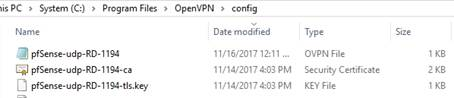 his PC > System (C:) > Program Files > OpenVPN > config
Name Date modified Type Size
pfSense-udp-RD-1194 11/16/2017 12:11 ... OVPN File 1 KB
pfSense-udp-RD-1194-ca 11/14/2017 4:03 PM Security Certificate 2 KB
pfSense-udp-RD-1194-tls.key 11/14/2017 4:03 PM KEY File 1 KB